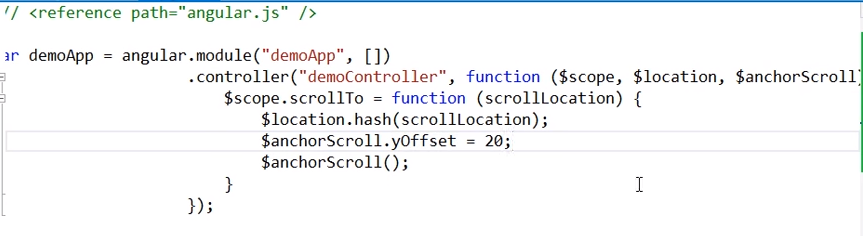 // <reference path="angular.js" />
ar demoApp = angular.module("demoApp", [])
.controller("demoController", function ($scope, $location, $anchorScroll)
$scope.scrollTo = function (scrollLocation) {
$location.hash(scrollLocation);
$anchorScroll.yOffset = 20;
$anchorScroll();
}
});